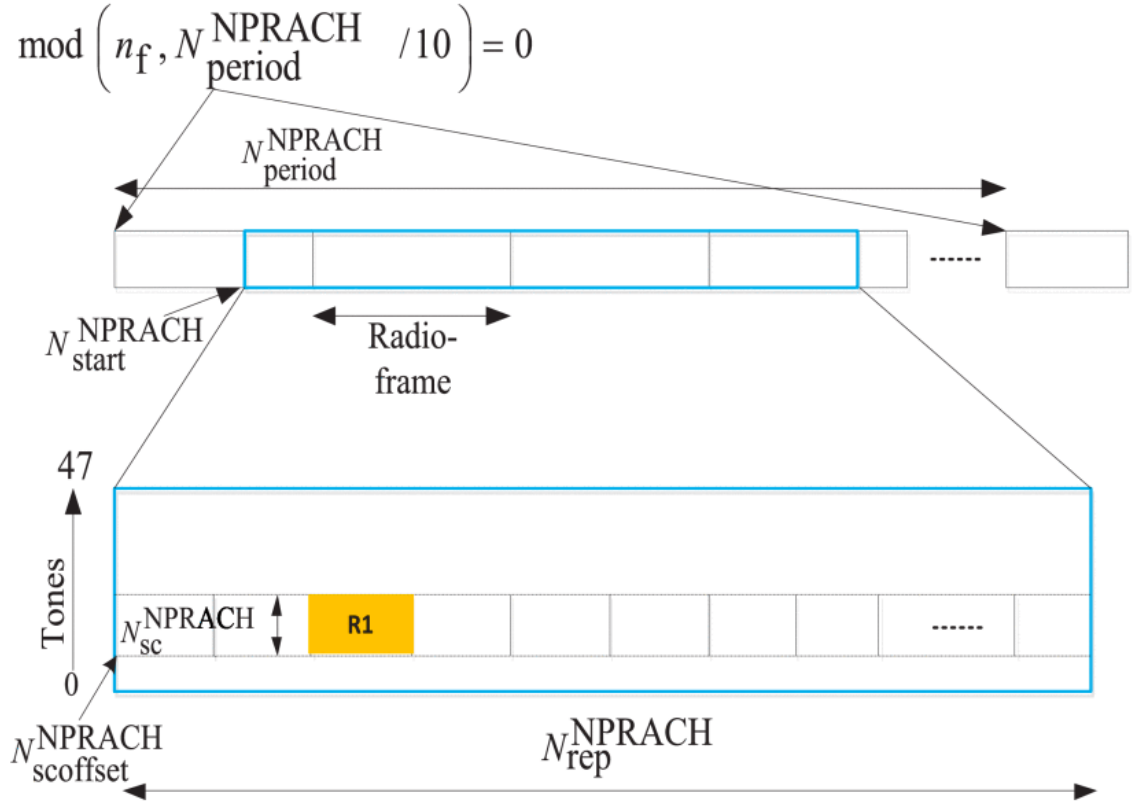 mod ( n_f , N_period^NPRACH / 10 ) = 0
N_period^NPRACH
------
N_start^NPRACH
Radio-
frame
47
Tones
N_sc^NPRACH
R1
------
0
N_scoffset^NPRACH
N_rep^NPRACH